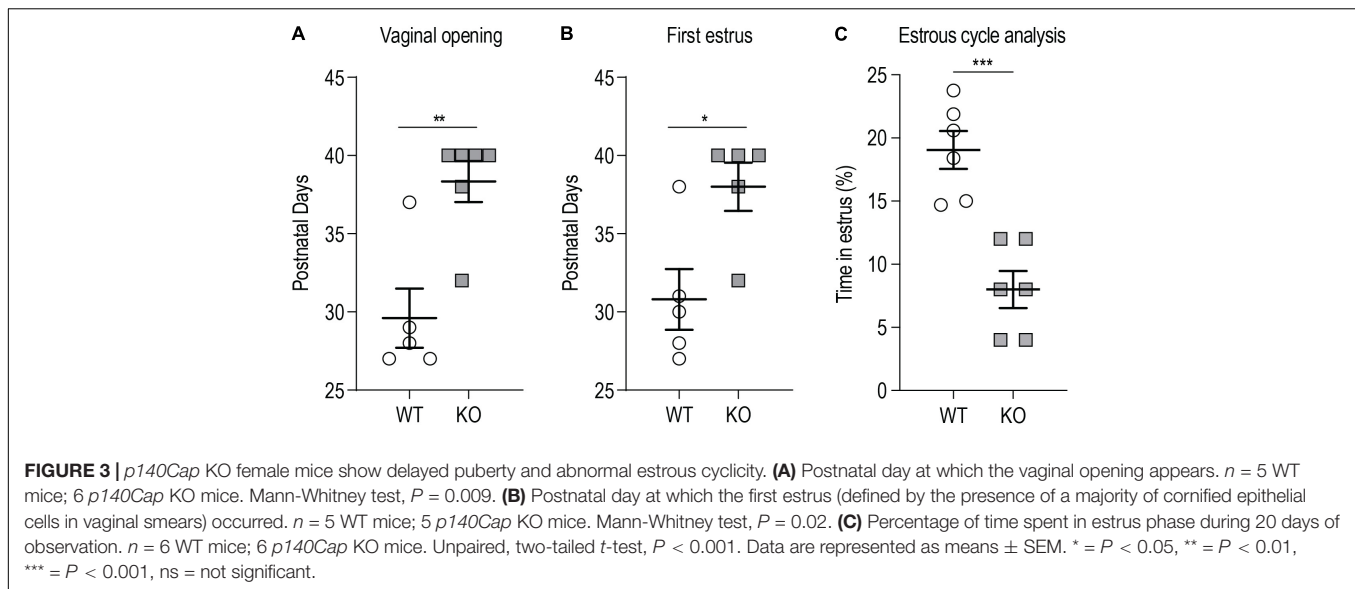 A Vaginal opening
B First estrus
C Estrous cycle analysis
**
*
***
Postnatal Days
45
40
35
30
25
WT KO
Postnatal Days
45
40
35
30
25
WT KO
Time in estrus (%)
25
20
15
10
5
0
WT KO
FIGURE 3 | p140Cap KO female mice show delayed puberty and abnormal estrous cyclicity. (A) Postnatal day at which the vaginal opening appears. n = 5 WT
mice; 6 p140Cap KO mice. Mann-Whitney test, P = 0.009. (B) Postnatal day at which the first estrus (defined by the presence of a majority of cornified epithelial
cells in vaginal smears) occurred. n = 5 WT mice; 5 p140Cap KO mice. Mann-Whitney test, P = 0.02. (C) Percentage of time spent in estrus phase during 20 days of
observation. n = 6 WT mice; 6 p140Cap KO mice. Unpaired, two-tailed t-test, P < 0.001. Data are represented as means ± SEM. * = P < 0.05, ** = P < 0.01,
*** = P < 0.001, ns = not significant.